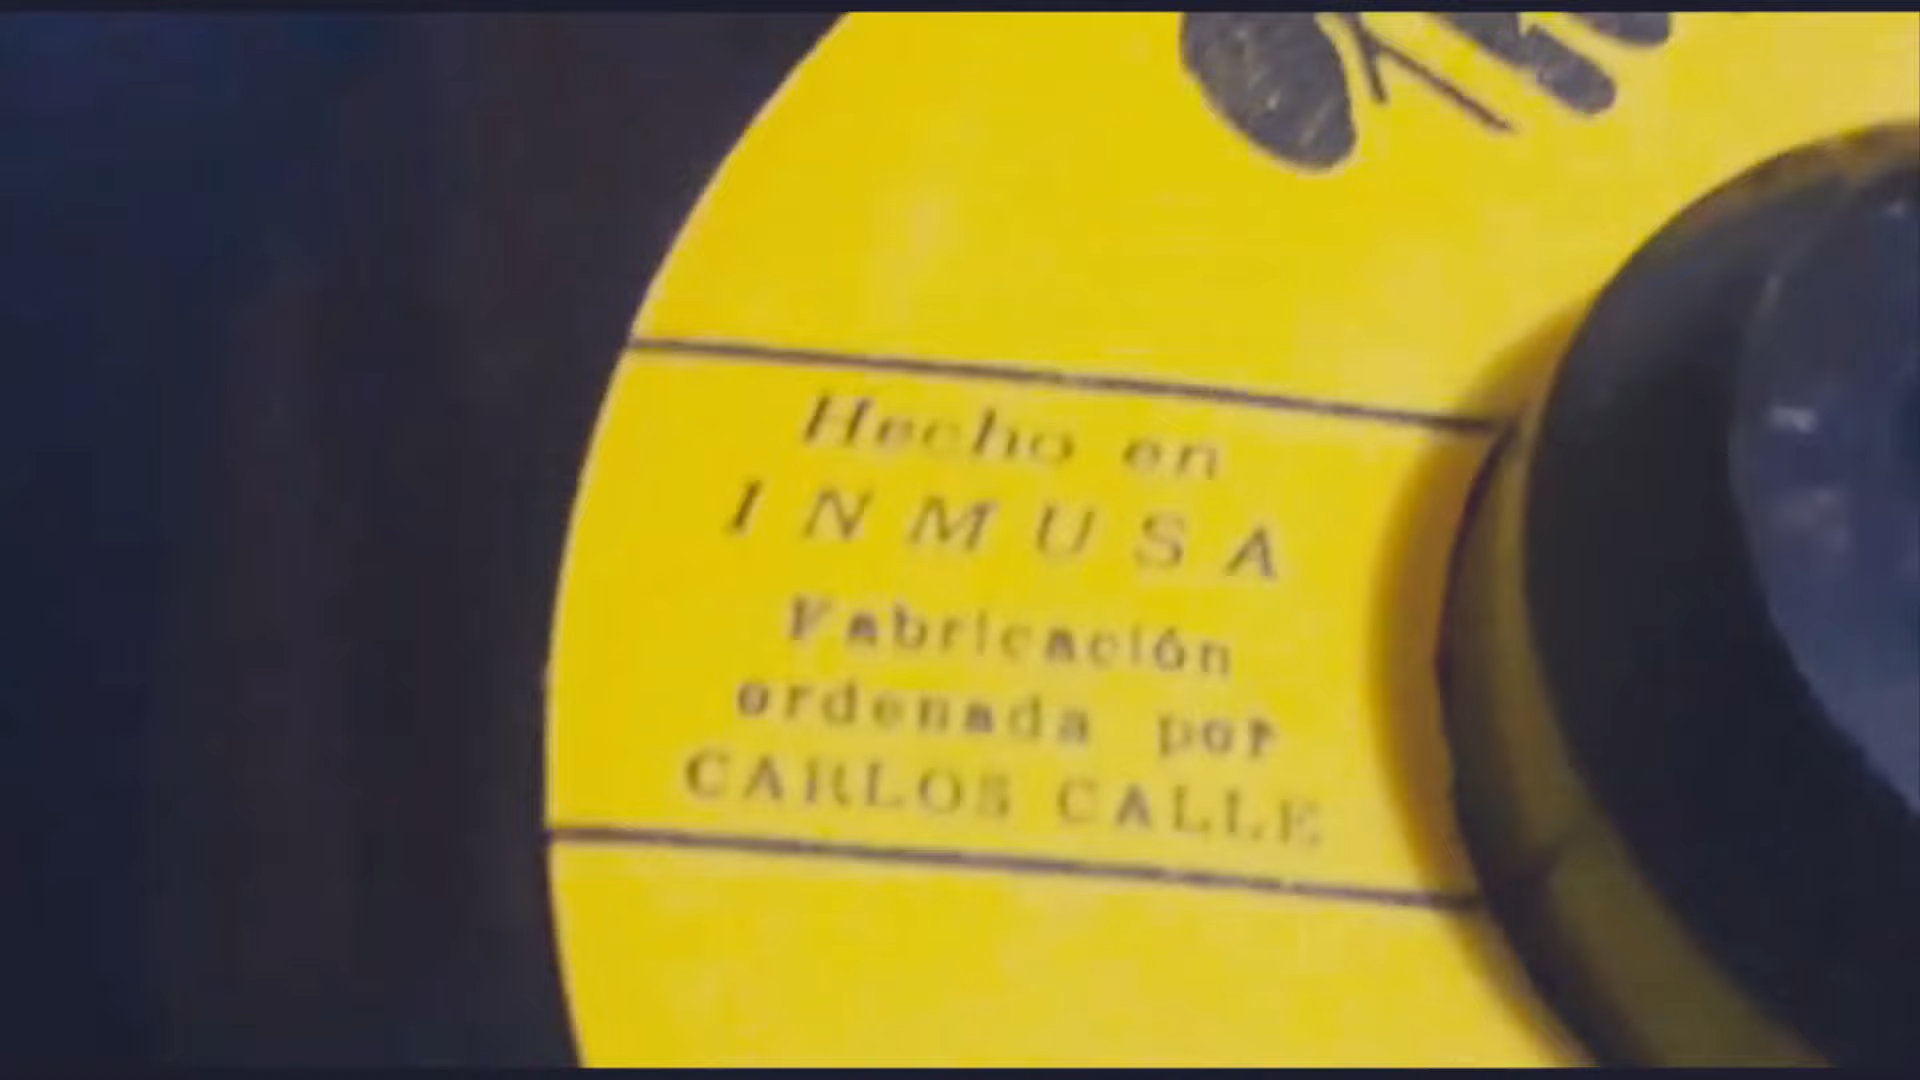 Hecho en
INMUSA
Fabricación
ordenada por
CARLOS CALLE